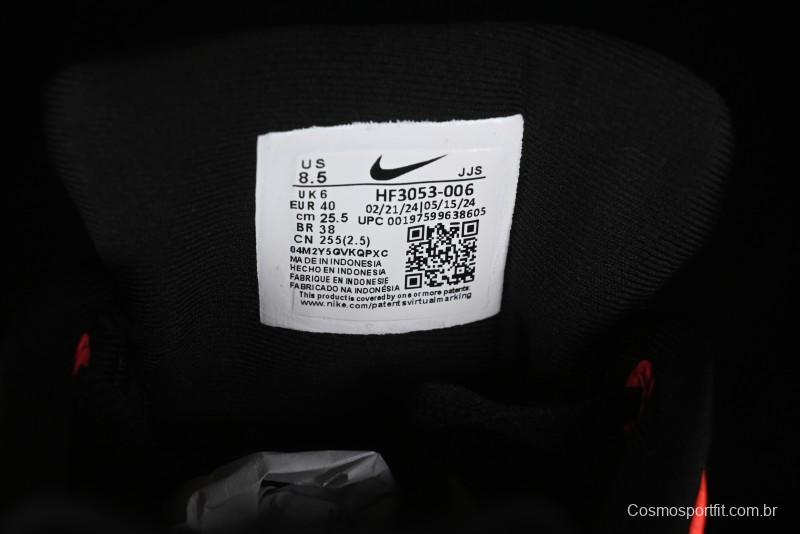 US
8.5
JJS
UK 6
EUR 40
cm 25.5
BR 38
CN 255(2.5)
HF3053-006
02/21/24|05/15/24
UPC 00197599638605
04M2Y5QVKQPXC
MADE IN INDONESIA
HECHO EN INDONESIA
FABRIQUE EN INDONESIE
FABRICADO NA INDONÉSIA
This product is covered by one or more patents.
www.nike.com/patentsvirtualmarking
Cosmosportfit.com.br